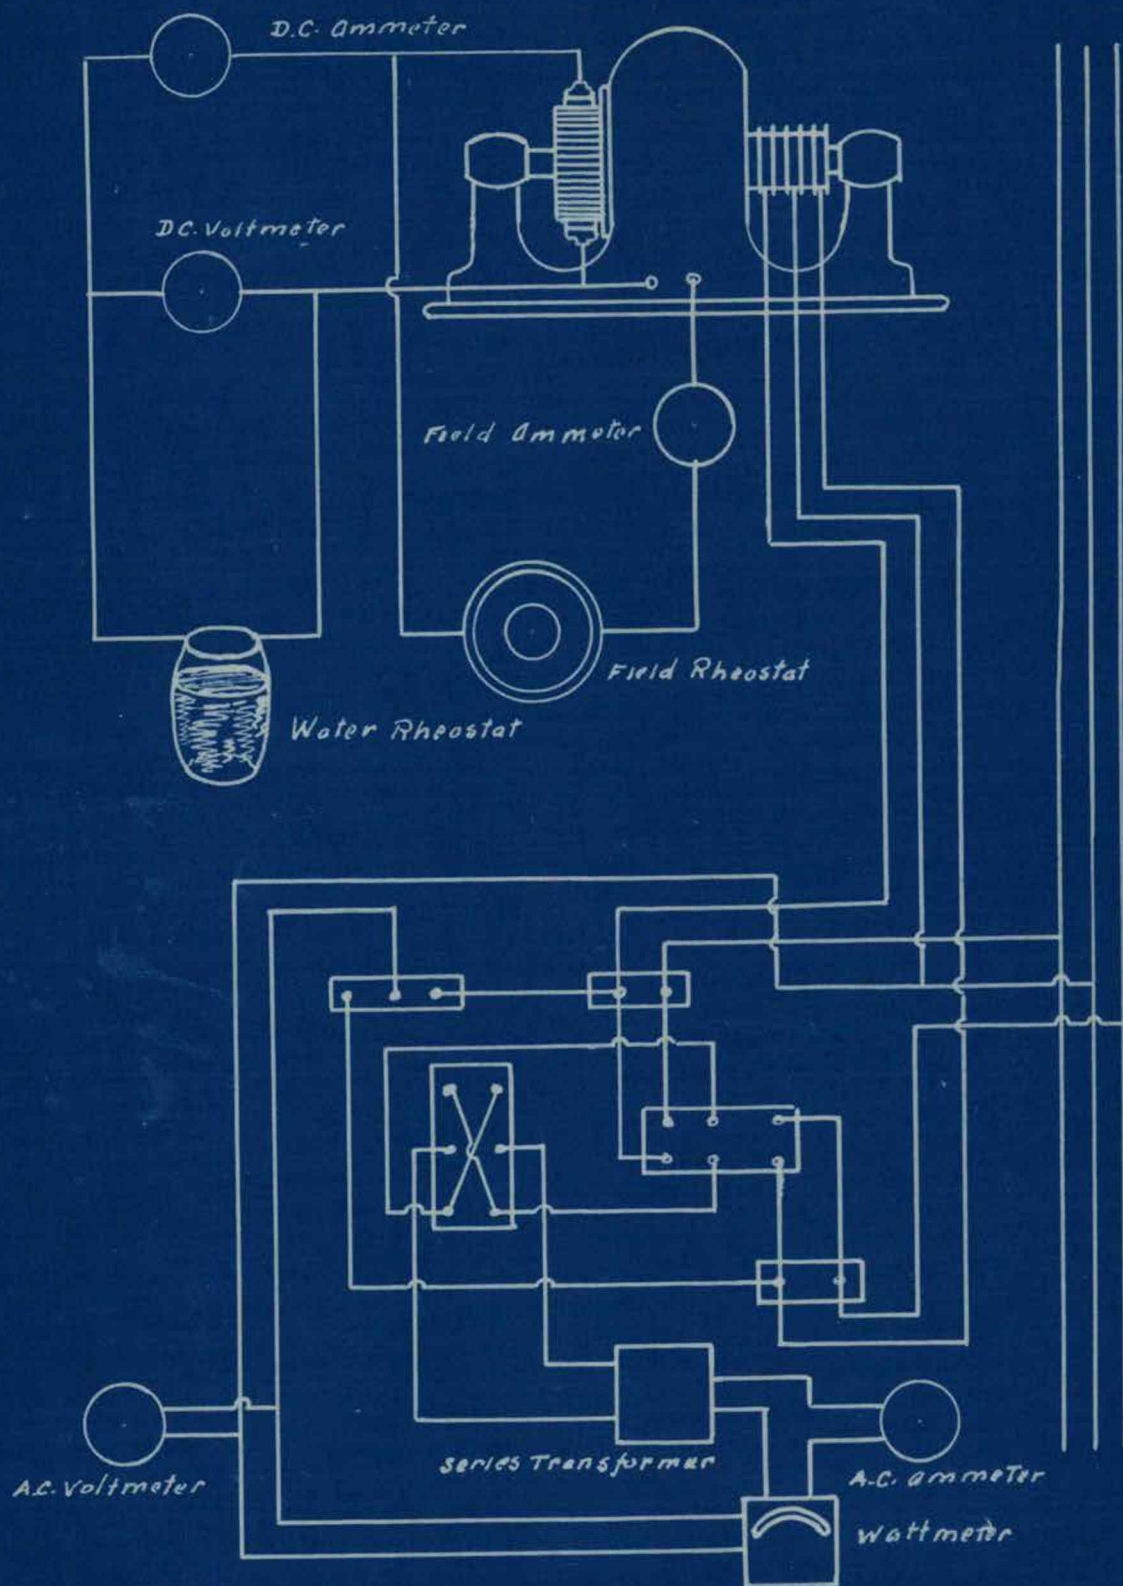 D.C. Ammeter
D.C. Voltmeter
Field Ammeter
Field Rheostat
Water Rheostat
Series Transformer
A.C. Voltmeter
A.C. Ammeter
Wattmeter